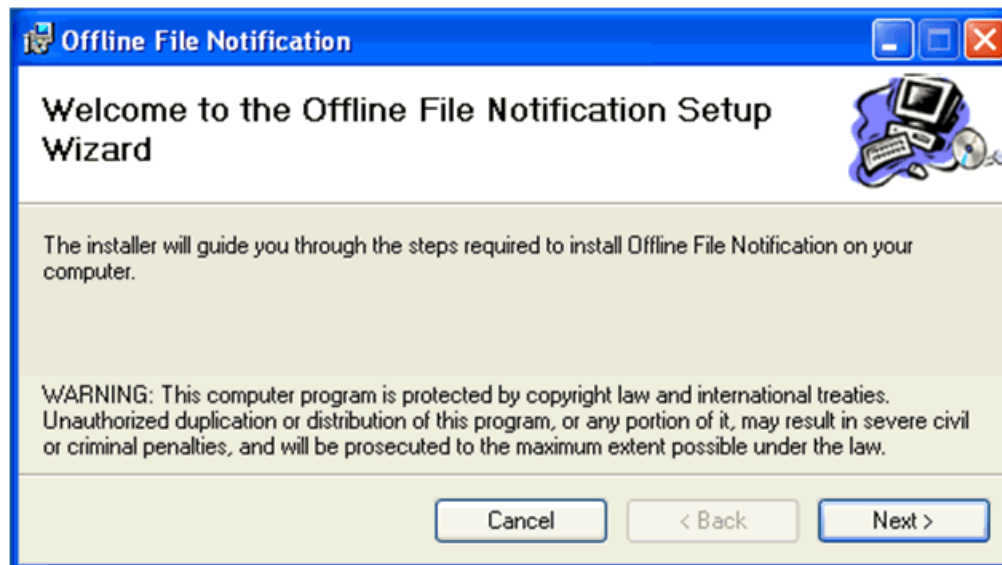 Offline File Notification
Welcome to the Offline File Notification Setup
Wizard
The installer will guide you through the steps required to install Offline File Notification on your
computer.
WARNING: This computer program is protected by copyright law and international treaties.
Unauthorized duplication or distribution of this program, or any portion of it, may result in severe civil
or criminal penalties, and will be prosecuted to the maximum extent possible under the law.
Cancel
< Back
Next >